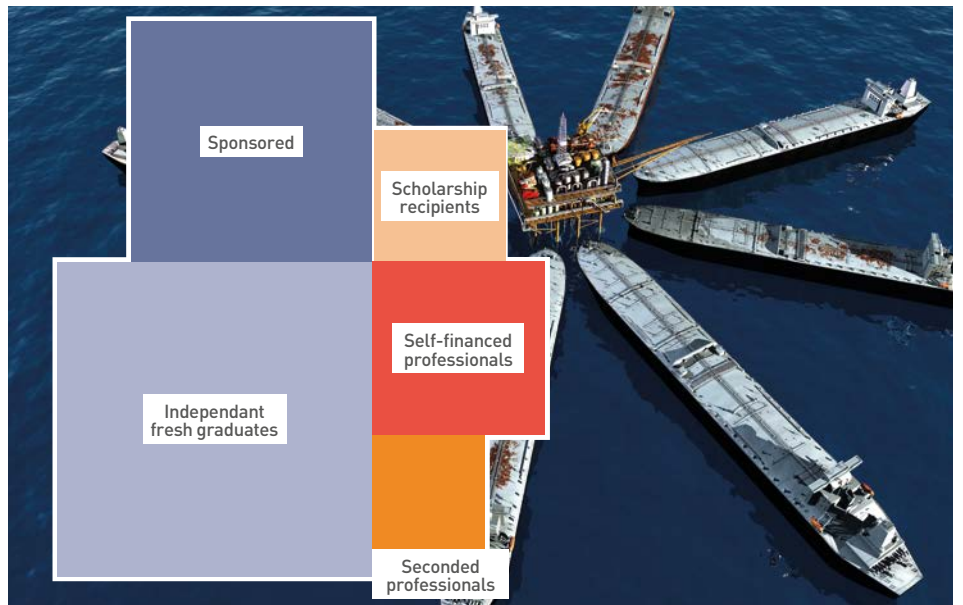 Sponsored
Scholarship
recipients
Self-financed
professionals
Independant
fresh graduates
Seconded
professionals